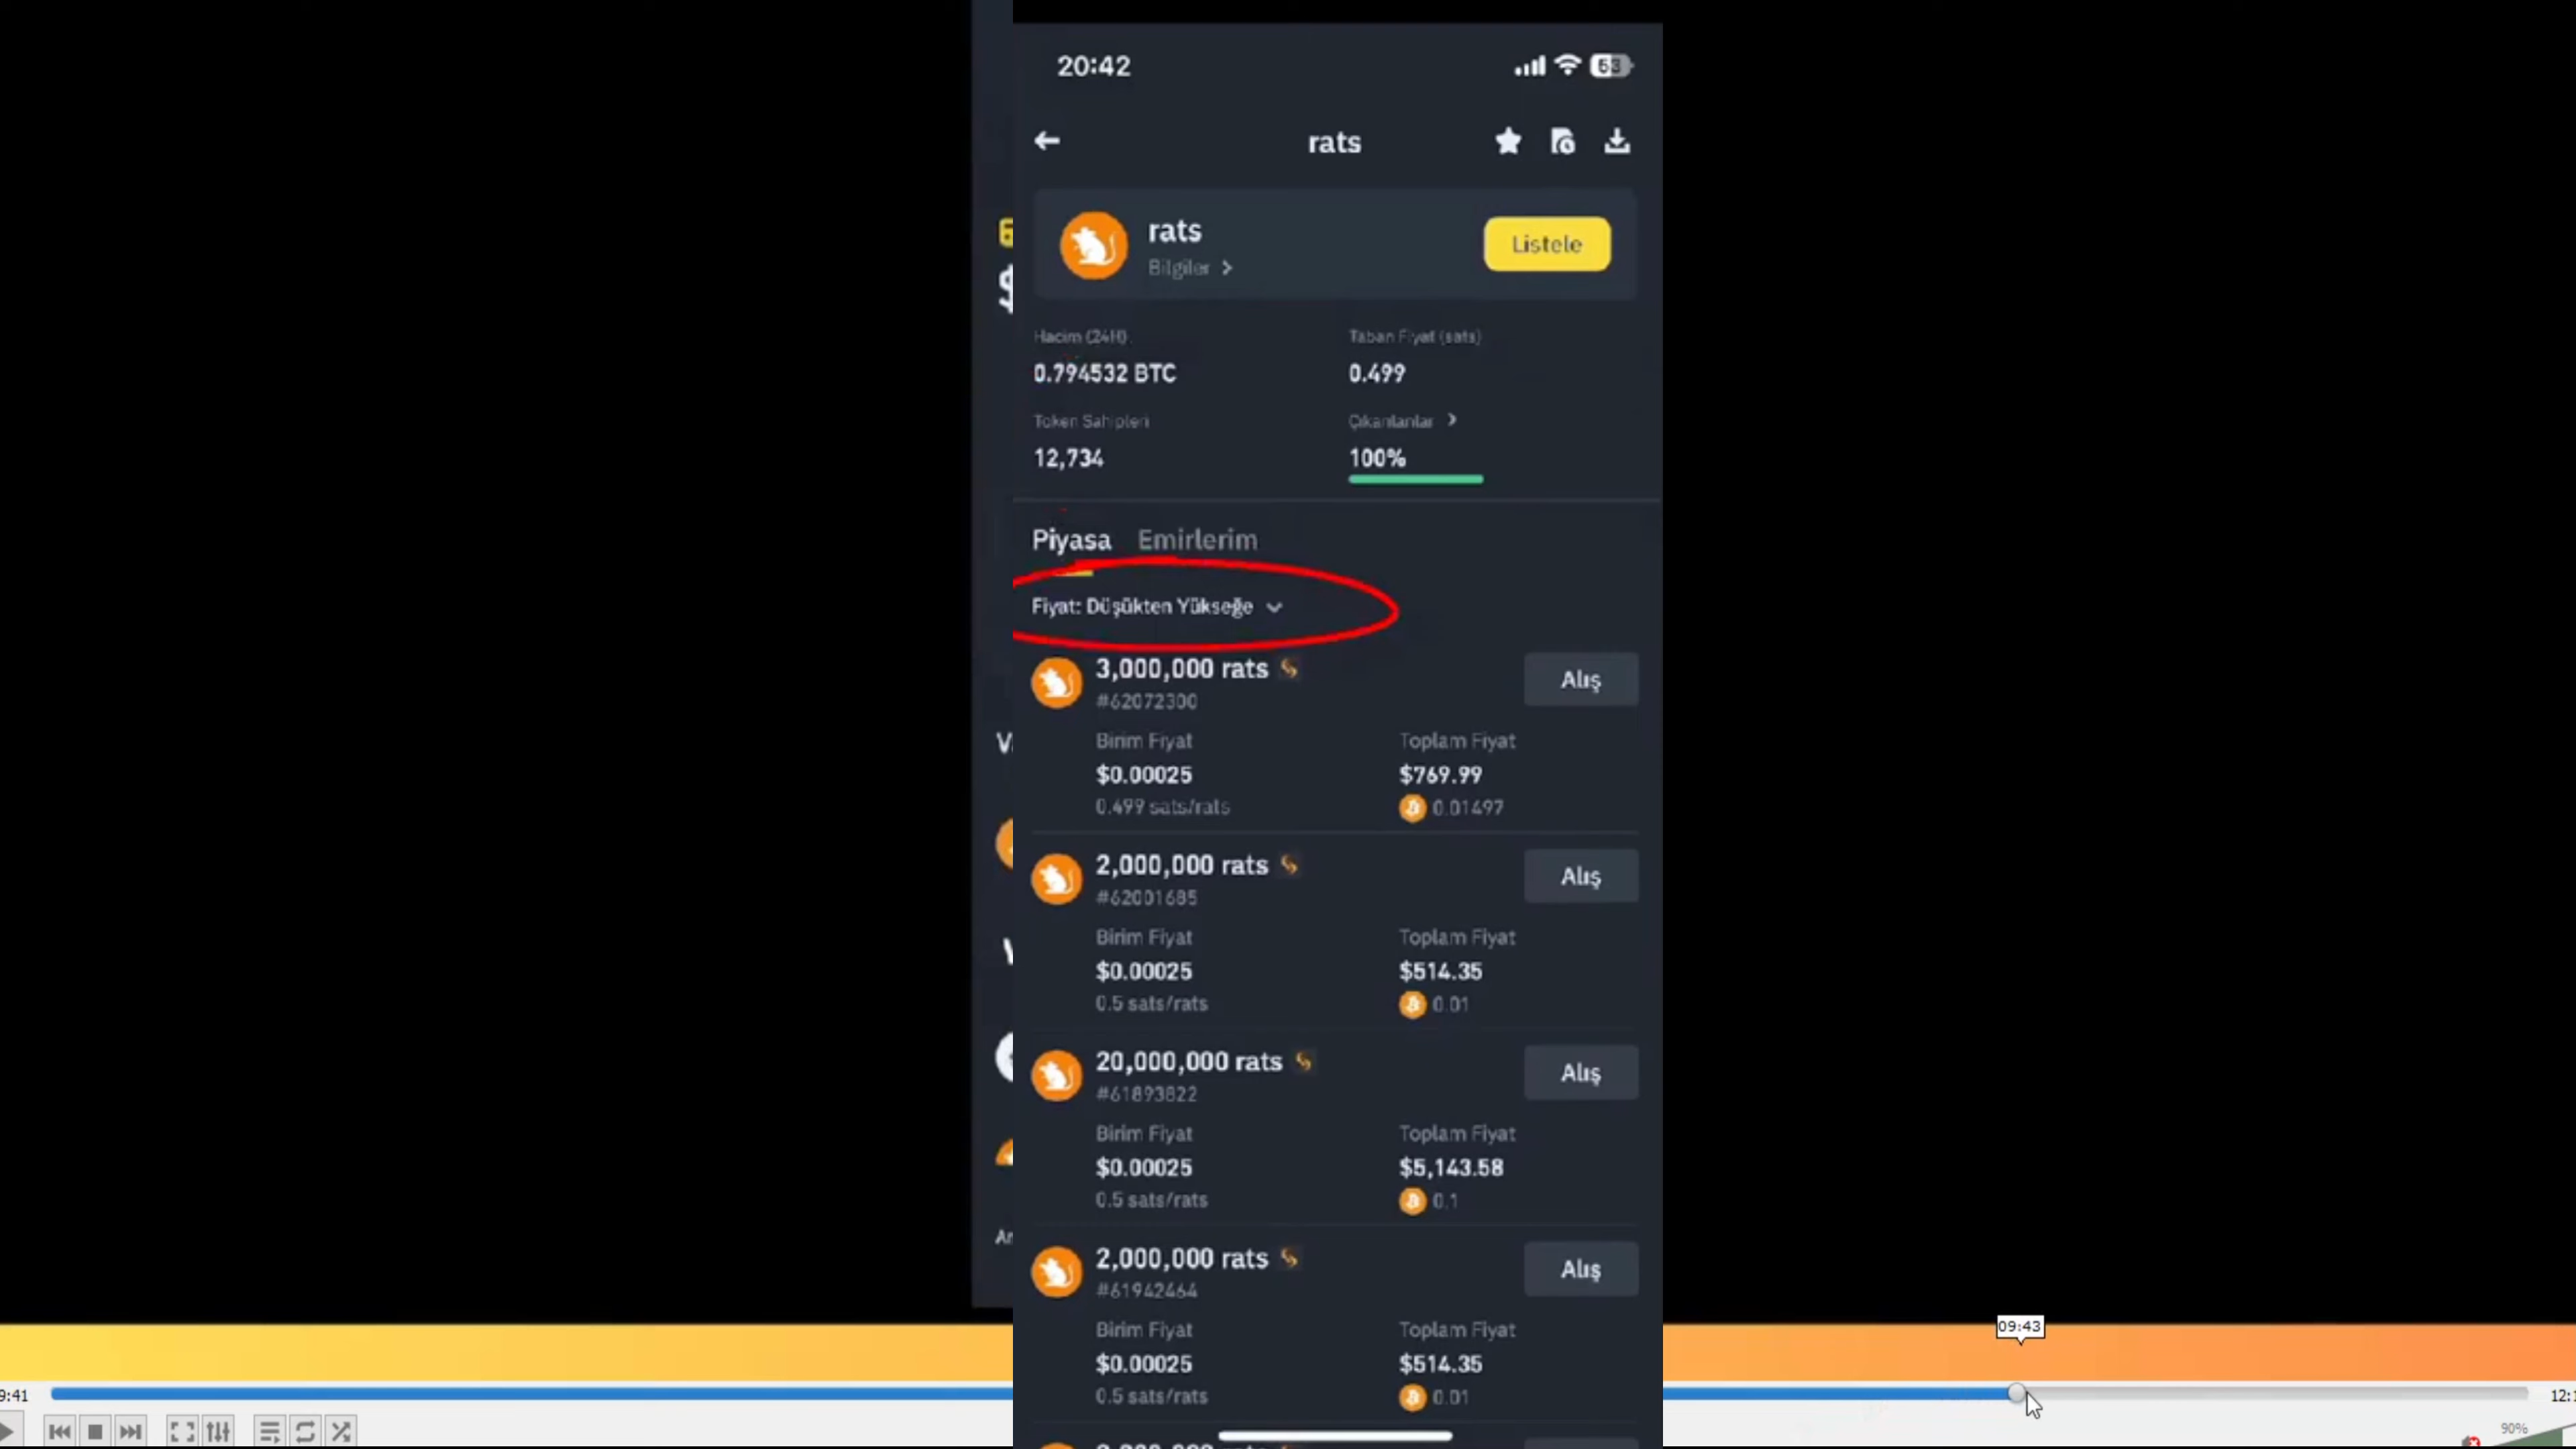 20:42
63
rats
rats
Bilgiler
Listele
Hacim (24H)
Taban Fiyat (sats)
0.794532 BTC
0.499
Token Sahipleri
Çıkarılanlar
12,734
100%
Piyasa
Emirlerim
Fiyat: Düşükten Yükseğe
3,000,000 rats
#62072300
Alış
Birim Fiyat
Toplam Fiyat
$0.00025
$769.99
0.499 sats/rats
0.01497
2,000,000 rats
#62001685
Alış
Birim Fiyat
Toplam Fiyat
$0.00025
$514.35
0.5 sats/rats
0.01
20,000,000 rats
#61893822
Alış
Birim Fiyat
Toplam Fiyat
$0.00025
$5,143.58
0.5 sats/rats
0.1
2,000,000 rats
#61942464
Alış
Birim Fiyat
Toplam Fiyat
$0.00025
$514.35
0.5 sats/rats
0.01
09:43
9:41
90%